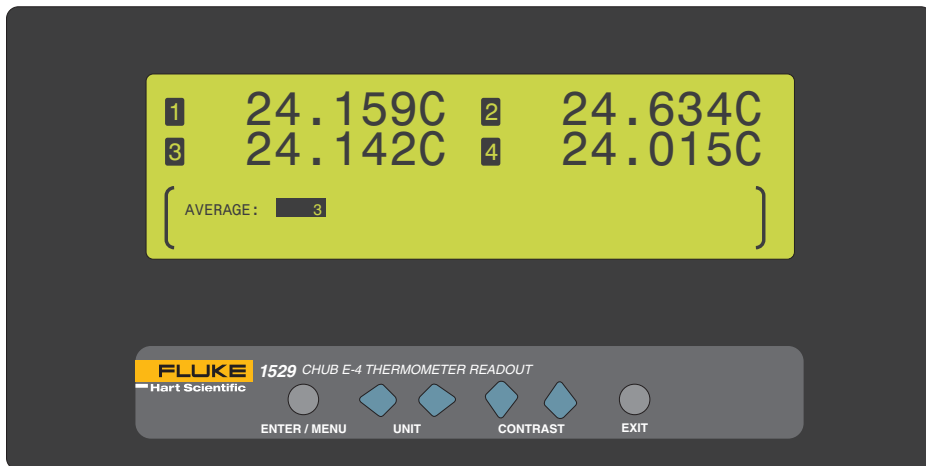 1 24.159C 2 24.634C
3 24.142C 4 24.015C
AVERAGE: 3
FLUKE
Hart Scientific
1529 CHUB E-4 THERMOMETER READOUT
ENTER / MENU UNIT CONTRAST EXIT